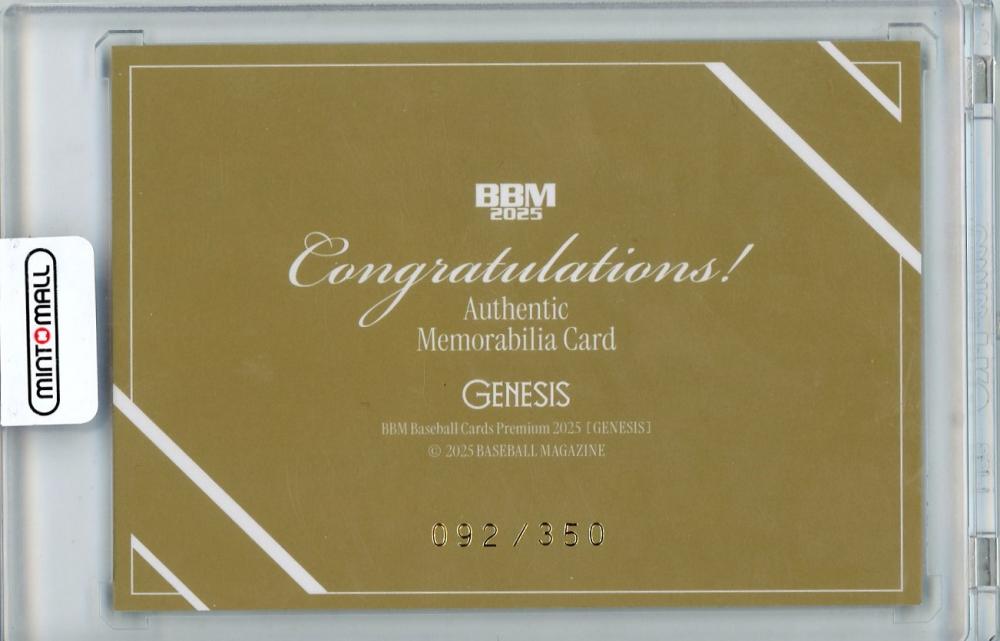 BBM
2025
Congratulations!
Authentic
Memorabilia Card
GENESIS
BBM Baseball Cards Premium 2025 [GENESIS]
© 2025 BASEBALL MAGAZINE
092/350
MINTOMALL